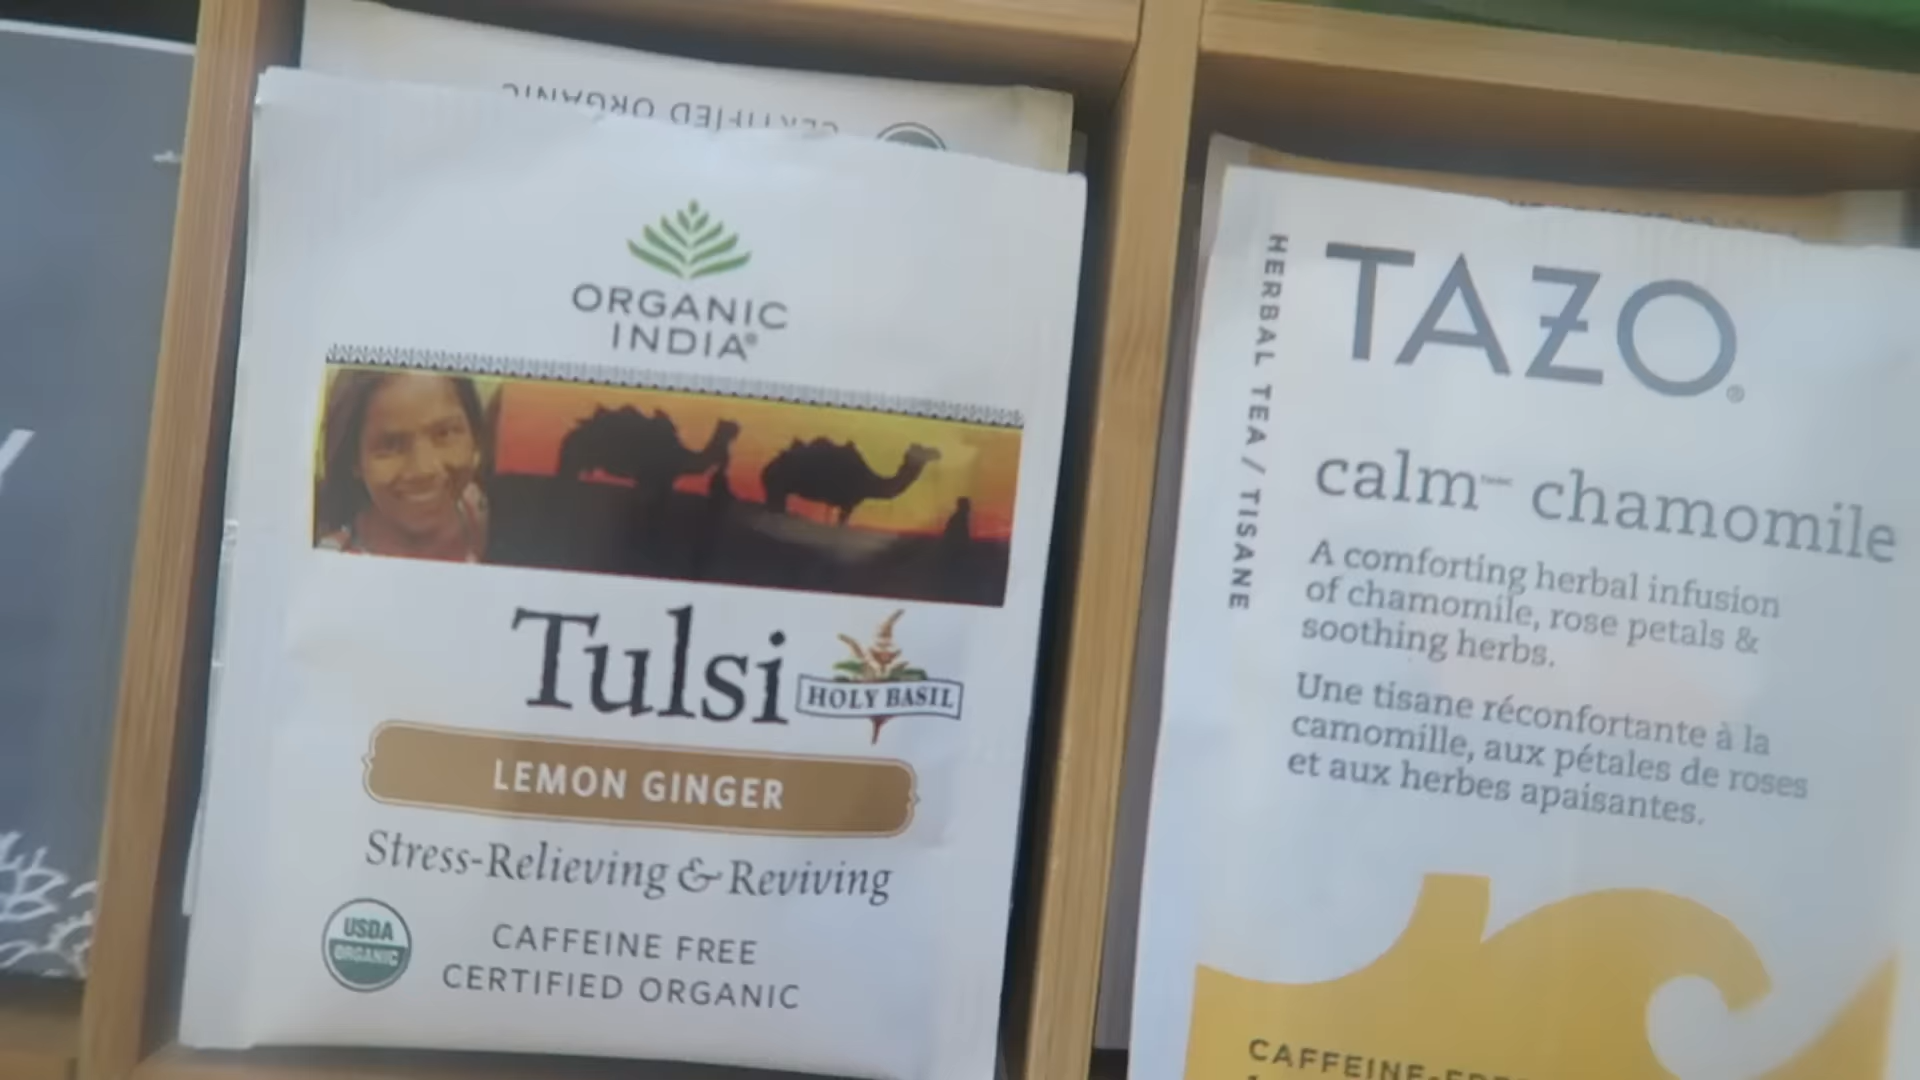 CERTIFIED ORGANIC
ORGANIC
INDIA®
Tulsi
HOLY BASIL
LEMON GINGER
Stress-Relieving & Reviving
USDA
ORGANIC
CAFFEINE FREE
CERTIFIED ORGANIC
HERBAL TEA / TISANE
TAZO®
calm chamomile
A comforting herbal infusion
of chamomile, rose petals &
soothing herbs.
Une tisane réconfortante à la
camomille, aux pétales de roses
et aux herbes apaisantes.